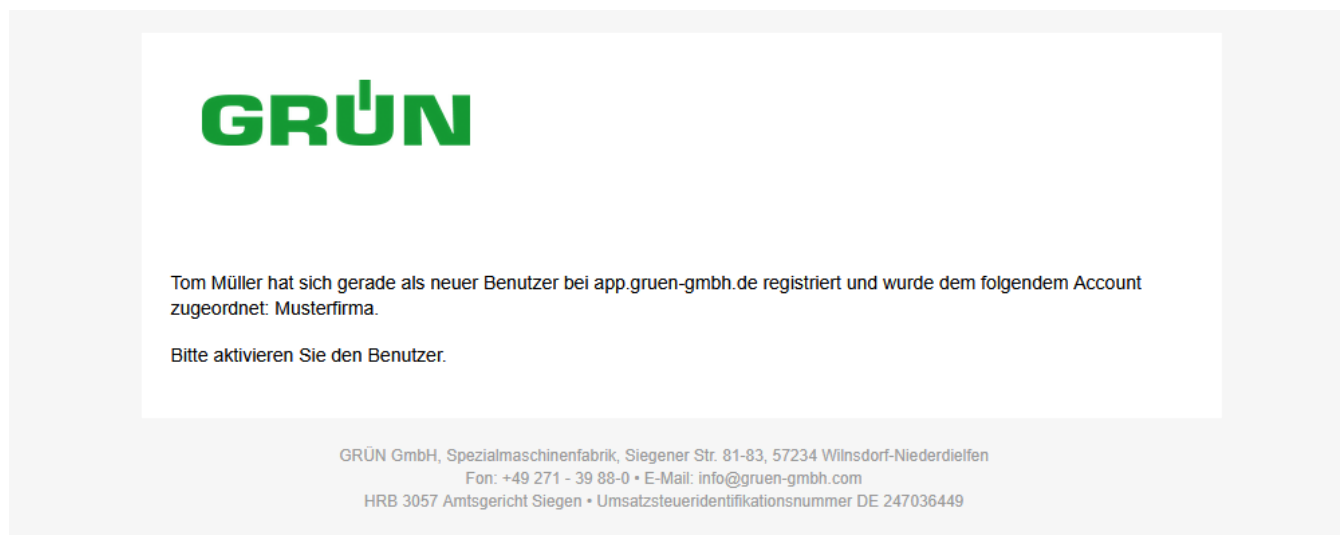 GRÜN
Tom Müller hat sich gerade als neuer Benutzer bei app.gruen-gmbh.de registriert und wurde dem folgendem Account
zugeordnet: Musterfirma.
Bitte aktivieren Sie den Benutzer.
GRÜN GmbH, Spezialmaschinenfabrik, Siegener Str. 81-83, 57234 Wilnsdorf-Niederdielfen
Fon: +49 271 - 39 88-0 • E-Mail: info@gruen-gmbh.com
HRB 3057 Amtsgericht Siegen • Umsatzsteueridentifikationsnummer DE 247036449